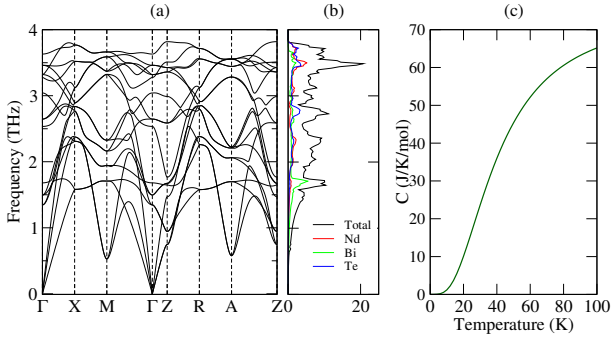 (a)
(b)
(c)
Frequency (THz)
4
3
2
1
0
Γ X M Γ Z R A Z
Total
Nd
Bi
Te
0 20
C (J/K/mol)
70
60
50
40
30
20
10
0
0 20 40 60 80 100
Temperature (K)